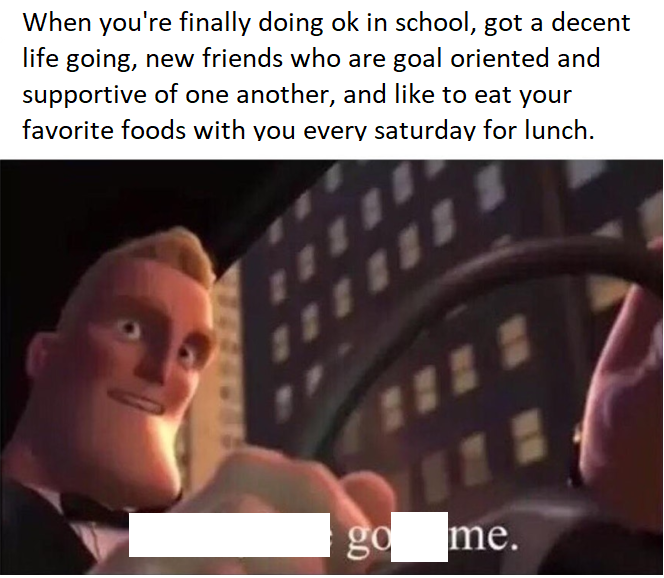 When you're finally doing ok in school, got a decent
life going, new friends who are goal oriented and
supportive of one another, and like to eat your
favorite foods with you every saturday for lunch.
go me.